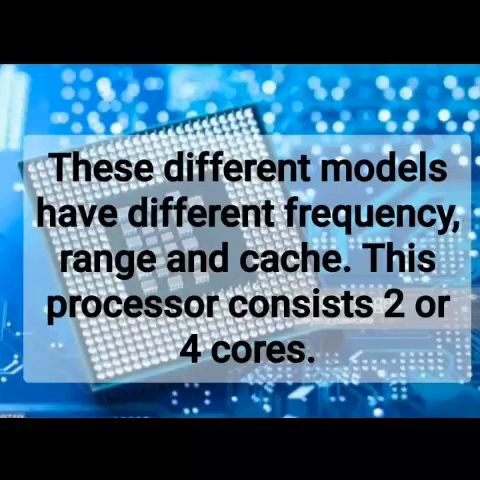 These different models
have different frequency,
range and cache. This
processor consists 2 or
4 cores.